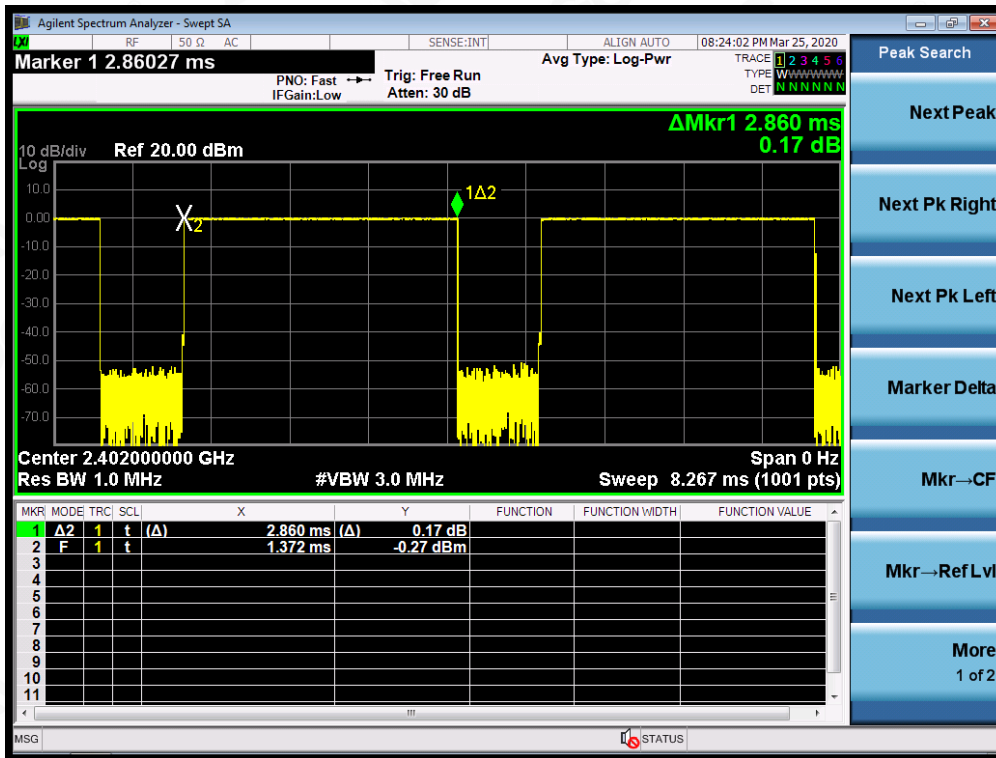 Agilent Spectrum Analyzer - Swept SA
LXI RF 50 Ω AC SENSE:INT ALIGN AUTO 08:24:02 PM Mar 25, 2020
Marker 1 2.86027 ms
PNO: Fast
IFGain:Low
Trig: Free Run
Atten: 30 dB
Avg Type: Log-Pwr
TRACE 1 2 3 4 5 6
TYPE WWWWWW
DET N N N N N N
ΔMkr1 2.860 ms
0.17 dB
10 dB/div Ref 20.00 dBm
Log
10.0
0.00
-10.0
-20.0
-30.0
-40.0
-50.0
-60.0
-70.0
X2
1Δ2
Center 2.402000000 GHz Span 0 Hz
Res BW 1.0 MHz #VBW 3.0 MHz Sweep 8.267 ms (1001 pts)
MKR MODE TRC SCL X Y FUNCTION FUNCTION WIDTH FUNCTION VALUE
1 Δ2 1 t (Δ) 2.860 ms (Δ) 0.17 dB
2 F 1 t 1.372 ms -0.27 dBm
3
4
5
6
7
8
9
10
11
MSG STATUS
Peak Search
Next Peak
Next Pk Right
Next Pk Left
Marker Delta
Mkr→CF
Mkr→Ref Lvl
More
1 of 2